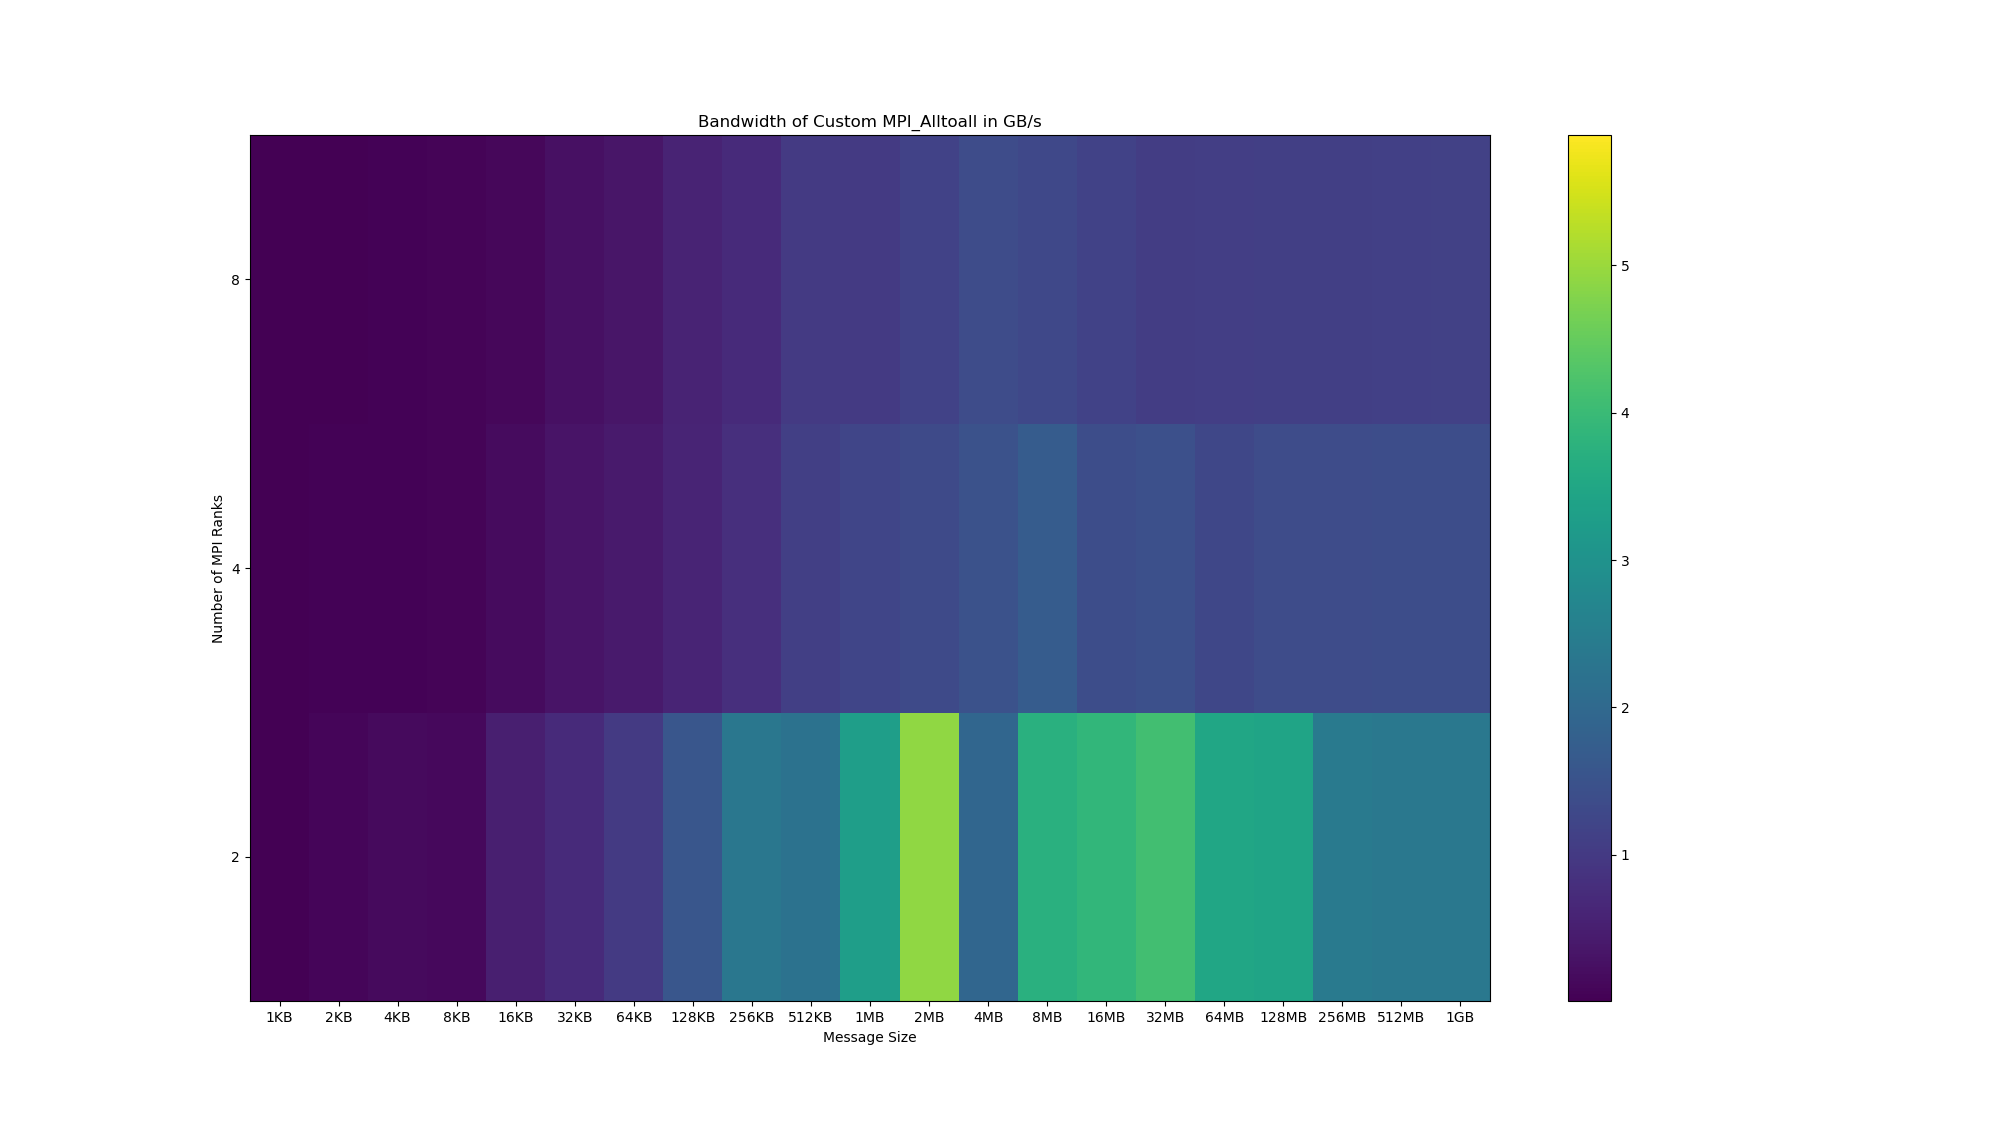 Bandwidth of Custom MPI_Alltoall in GB/s
Number of MPI Ranks
8
4
2
1KB 2KB 4KB 8KB 16KB 32KB 64KB 128KB 256KB 512KB 1MB 2MB 4MB 8MB 16MB 32MB 64MB 128MB 256MB 512MB 1GB
Message Size
5
4
3
2
1